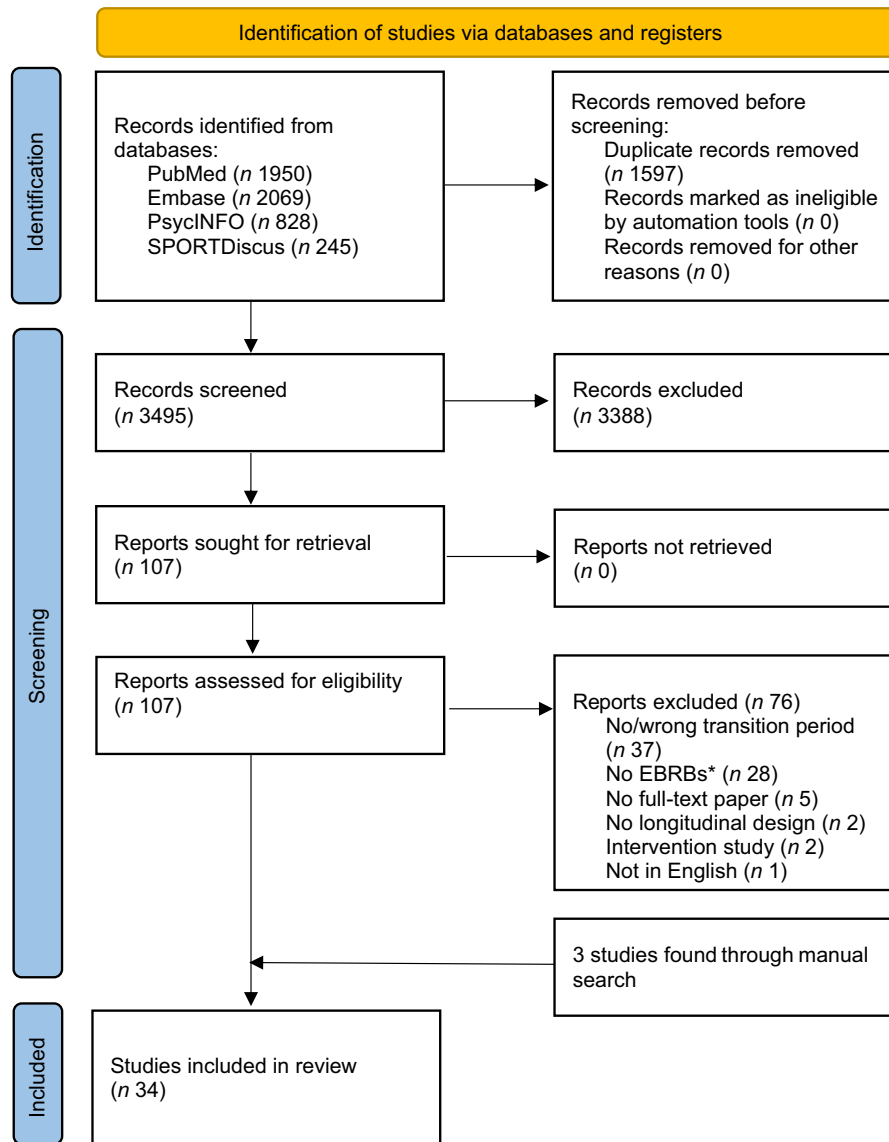 Identification of studies via databases and registers
Identification
Records identified from
databases:
PubMed (n 1950)
Embase (n 2069)
PsycINFO (n 828)
SPORTDiscus (n 245)
Records removed before
screening:
Duplicate records removed
(n 1597)
Records marked as ineligible
by automation tools (n 0)
Records removed for other
reasons (n 0)
Screening
Records screened
(n 3495)
Records excluded
(n 3388)
Reports sought for retrieval
(n 107)
Reports not retrieved
(n 0)
Reports assessed for eligibility
(n 107)
Reports excluded (n 76)
No/wrong transition period
(n 37)
No EBRBs* (n 28)
No full-text paper (n 5)
No longitudinal design (n 2)
Intervention study (n 2)
Not in English (n 1)
3 studies found through manual
search
Included
Studies included in review
(n 34)